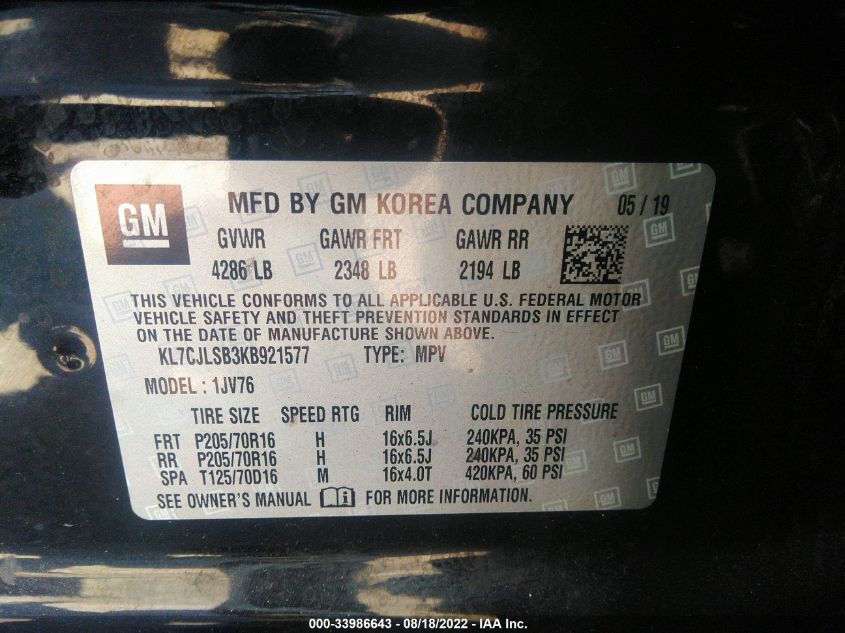 GM MFD BY GM KOREA COMPANY 05/19
GVWR GAWR FRT GAWR RR
4286 LB 2348 LB 2194 LB
THIS VEHICLE CONFORMS TO ALL APPLICABLE U.S. FEDERAL MOTOR
VEHICLE SAFETY AND THEFT PREVENTION STANDARDS IN EFFECT
ON THE DATE OF MANUFACTURE SHOWN ABOVE.
KL7CJLSB3KB921577 TYPE: MPV
MODEL: 1JV76
TIRE SIZE SPEED RTG RIM COLD TIRE PRESSURE
FRT P205/70R16 H 16x6.5J 240KPA, 35 PSI
RR P205/70R16 H 16x6.5J 240KPA, 35 PSI
SPA T125/70D16 M 16x4.0T 420KPA, 60 PSI
SEE OWNER'S MANUAL FOR MORE INFORMATION.
000-33986643 - 08/18/2022 - IAA Inc.